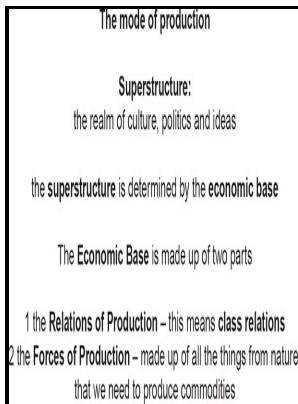 The mode of production
Superstructure:
the realm of culture, politics and ideas
the superstructure is determined by the economic base
The Economic Base is made up of two parts
1 the Relations of Production – this means class relations
2 the Forces of Production – made up of all the things from nature
that we need to produce commodities